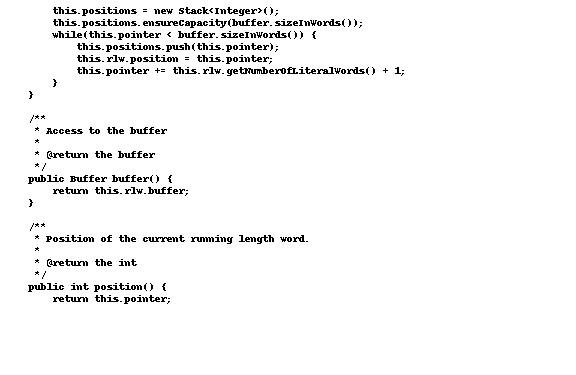 this.positions = new Stack<Integer>();
this.positions.ensureCapacity(buffer.sizeInWords());
while(this.pointer < buffer.sizeInWords()) {
this.positions.push(this.pointer);
this.rlw.position = this.pointer;
this.pointer += this.rlw.getNumberOfLiteralWords() + 1;
}
}
/**
* Access to the buffer
*
* @return the buffer
*/
public Buffer buffer() {
return this.rlw.buffer;
}
/**
* Position of the current running length word.
*
* @return the int
*/
public int position() {
return this.pointer;